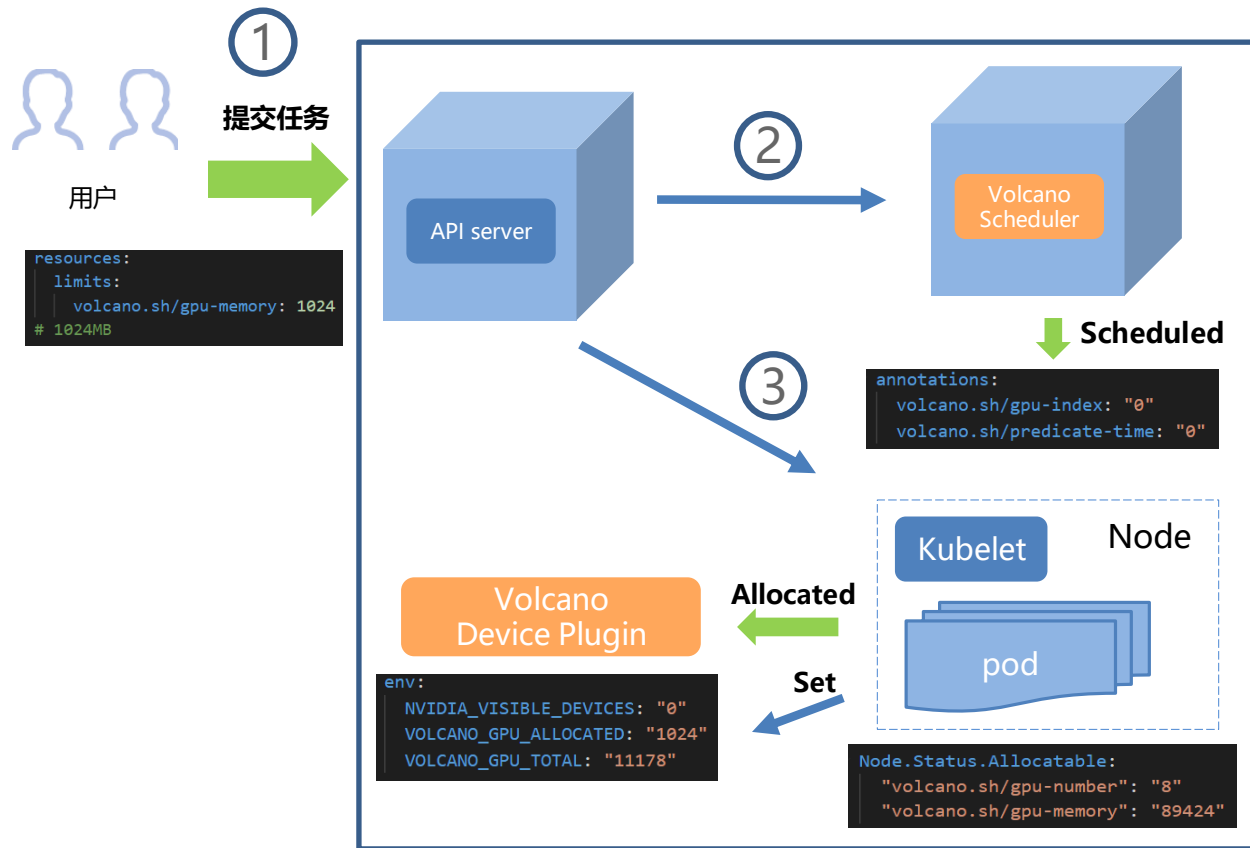 ①
提交任务
用户
resources:
limits:
volcano.sh/gpu-memory: 1024
# 1024MB
API server
②
Volcano
Scheduler
Scheduled
annotations:
volcano.sh/gpu-index: "0"
volcano.sh/predicate-time: "0"
③
Kubelet
Node
pod
Allocated
Volcano
Device Plugin
Set
env:
NVIDIA_VISIBLE_DEVICES: "0"
VOLCANO_GPU_ALLOCATED: "1024"
VOLCANO_GPU_TOTAL: "11178"
Node.Status.Allocatable:
"volcano.sh/gpu-number": "8"
"volcano.sh/gpu-memory": "89424"